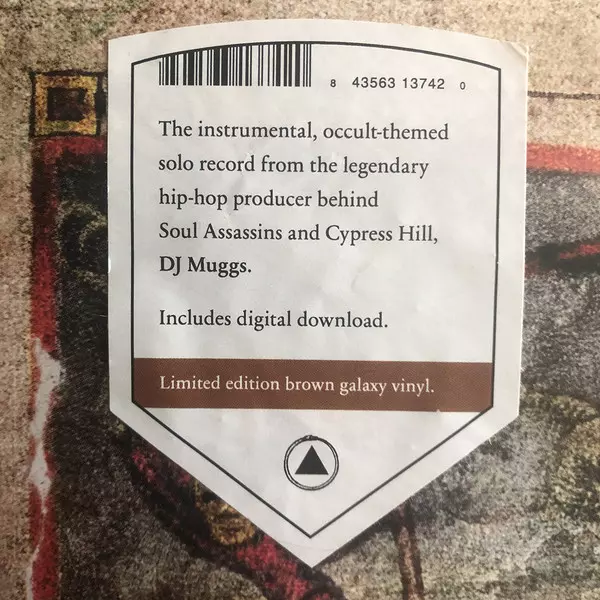 8 43563 13742 0
The instrumental, occult-themed
solo record from the legendary
hip-hop producer behind
Soul Assassins and Cypress Hill,
DJ Muggs.
Includes digital download.
Limited edition brown galaxy vinyl.